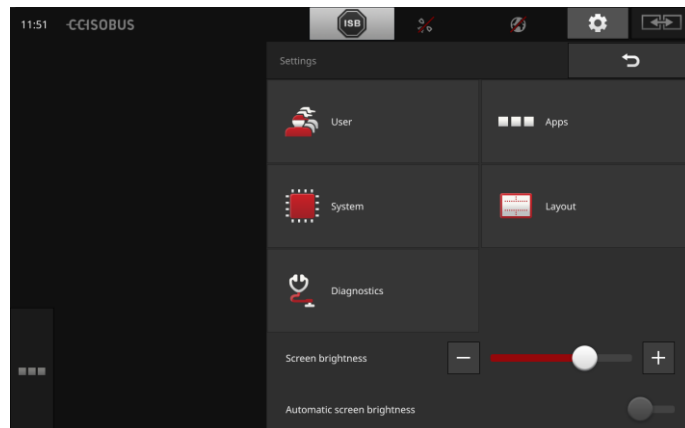 11:51 CCISOBUS
ISB
Settings
User
Apps
System
Layout
Diagnostics
Screen brightness
Automatic screen brightness